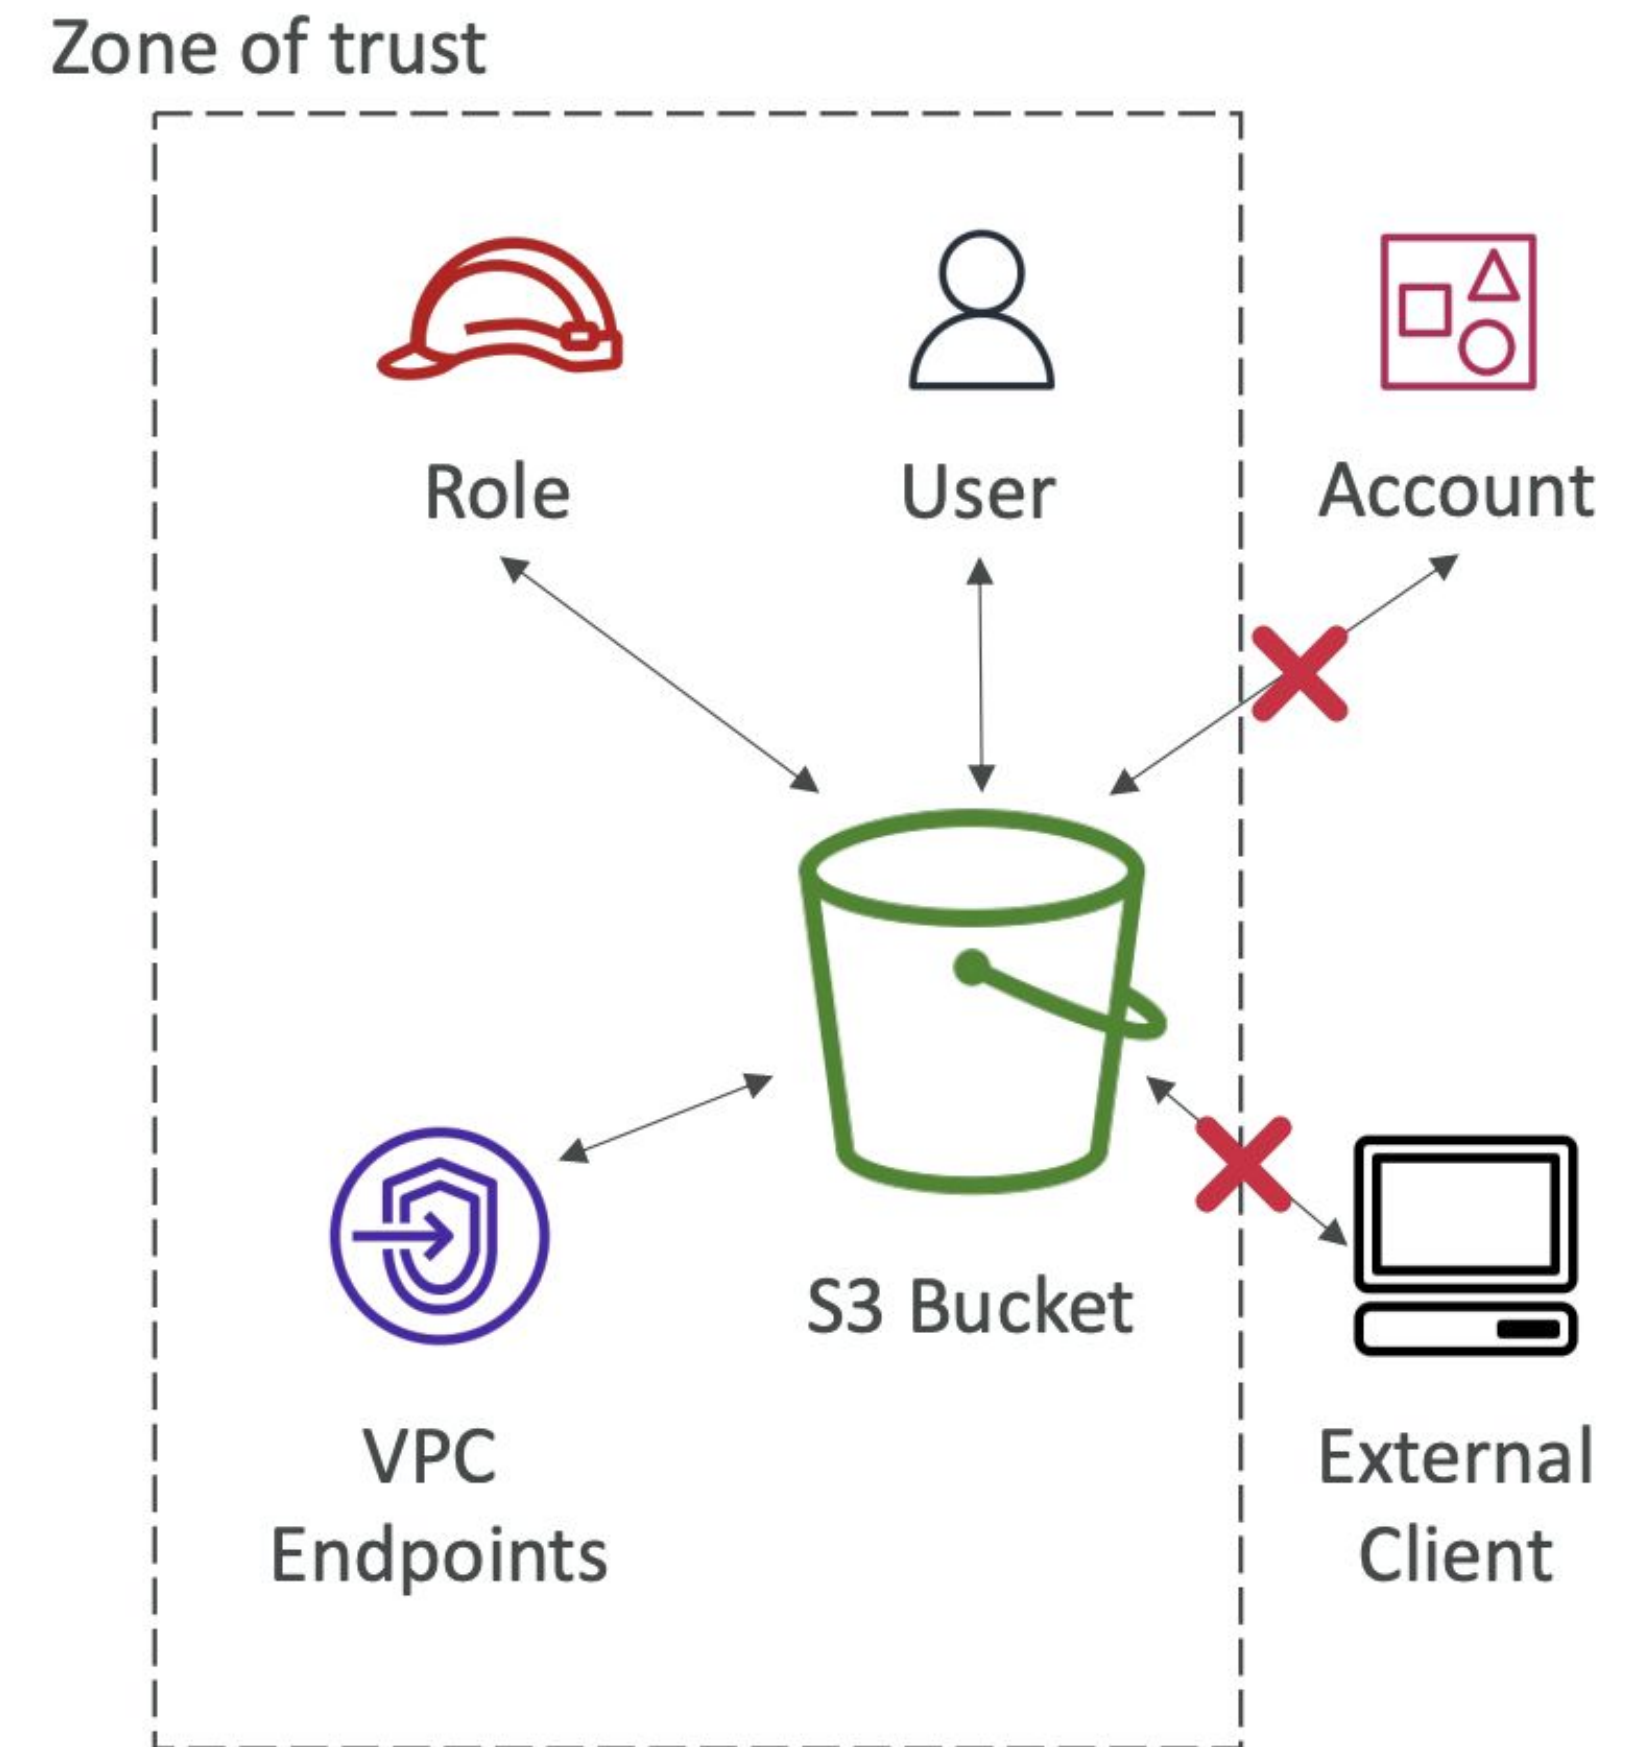 Zone of trust
Role
User
Account
S3 Bucket
VPC
Endpoints
External
Client